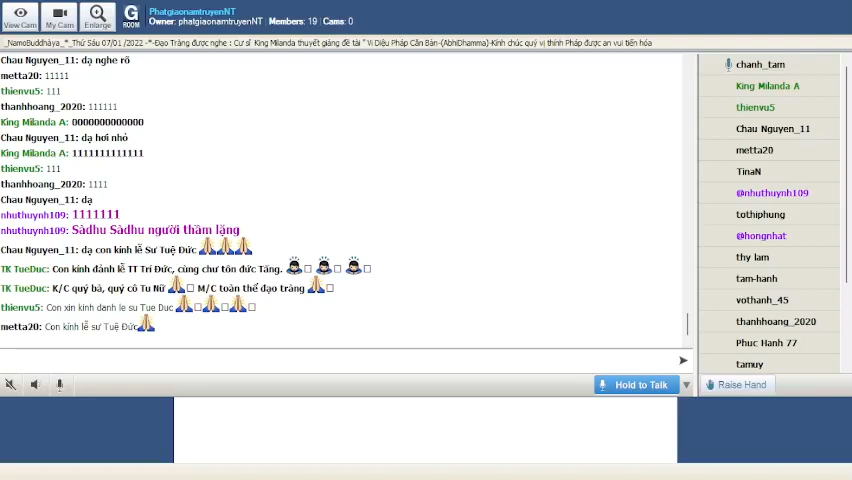 PhatgiaonamtruyenNT
Owner: phatgiaonamtruyenNT | Members: 19 | Cams: 0
View Cam
My Cam
Enlarge
G ROOM
_NamoBuddhàya_*_Thứ Sáu 07/01 /2022 -*-Đạo Tràng được nghe : Cư sĩ King Milanda thuyết giảng đề tài " Vi Diệu Pháp Căn Bản-(AbhiDhamma)-Kính chúc quý vị thính Pháp được an vui tiến hóa
Chau Nguyen_11: dạ nghe rõ
metta20: 11111
thienvu5: 111
thanhhoang_2020: 111111
King Milanda A: 0000000000000
Chau Nguyen_11: dạ hơi nhỏ
King Milanda A: 1111111111111
thienvu5: 111
thanhhoang_2020: 1111
Chau Nguyen_11: dạ
nhuthuynh109: 1111111
nhuthuynh109: Sàdhu Sàdhu người thầm lặng
Chau Nguyen_11: dạ con kính lễ Sư Tuệ Đức
TK TueDuc: Con kính đảnh lễ TT Trí Đức, cùng chư tôn đức Tăng.
TK TueDuc: K/C quý bà, quý cô Tu Nữ M/C toàn thể đạo tràng
thienvu5: Con xin kinh danh le su Tue Duc
metta20: Con kính lễ sư Tuệ Đức
Hold to Talk
chanh_tam
King Milanda A
thienvu5
Chau Nguyen_11
metta20
TinaN
@nhuthuynh109
tothiphung
@hongnhat
thy lam
tam-hanh
vothanh_45
thanhhoang_2020
Phuc Hanh 77
tamuy
Raise Hand